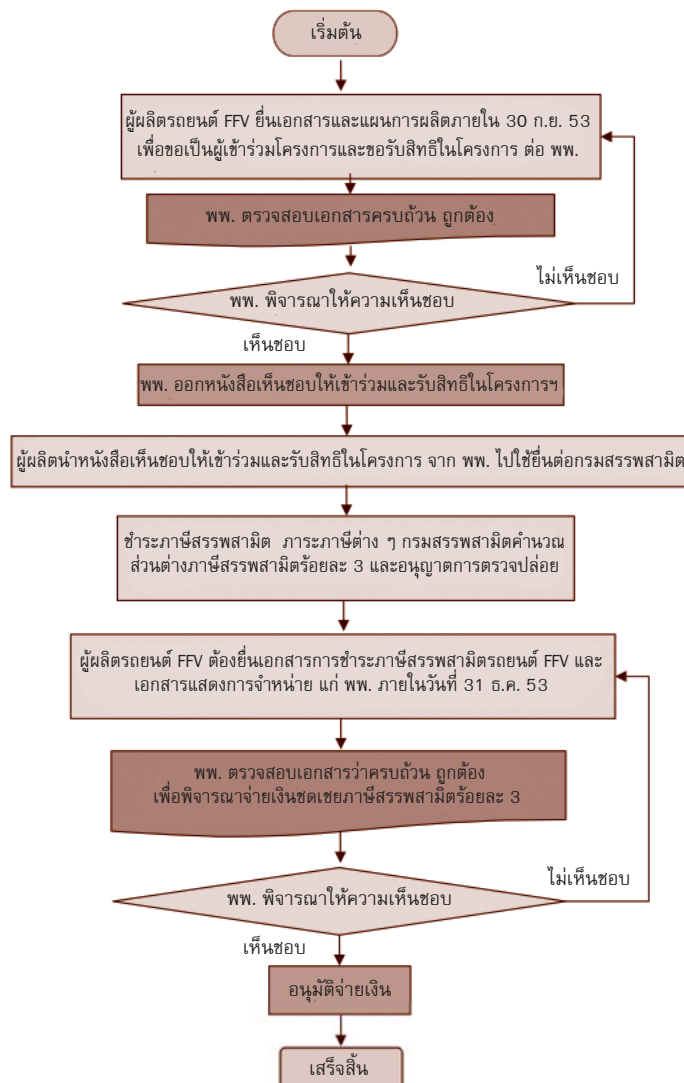 เริ่มต้น
ผู้ผลิตรถยนต์ FFV ยื่นเอกสารและแผนการผลิตภายใน 30 ก.ย. 53
เพื่อขอเป็นผู้เข้าร่วมโครงการและขอรับสิทธิในโครงการ ต่อ พพ.
พพ. ตรวจสอบเอกสารครบถ้วน ถูกต้อง
ไม่เห็นชอบ
พพ. พิจารณาให้ความเห็นชอบ
เห็นชอบ
พพ. ออกหนังสือเห็นชอบให้เข้าร่วมและรับสิทธิในโครงการฯ
ผู้ผลิตนำหนังสือเห็นชอบให้เข้าร่วมและรับสิทธิในโครงการ จาก พพ. ไปใช้ยื่นต่อกรมสรรพสามิต
ชำระภาษีสรรพสามิต ภาระภาษีต่าง ๆ กรมสรรพสามิตคำนวณ
ส่วนต่างภาษีสรรพสามิตร้อยละ 3 และอนุญาตการตรวจปล่อย
ผู้ผลิตรถยนต์ FFV ต้องยื่นเอกสารการชำระภาษีสรรพสามิตรถยนต์ FFV และ
เอกสารแสดงการจำหน่าย แก่ พพ. ภายในวันที่ 31 ธ.ค. 53
พพ. ตรวจสอบเอกสารว่าครบถ้วน ถูกต้อง
เพื่อพิจารณาจ่ายเงินชดเชยภาษีสรรพสามิตร้อยละ 3
ไม่เห็นชอบ
พพ. พิจารณาให้ความเห็นชอบ
เห็นชอบ
อนุมัติจ่ายเงิน
เสร็จสิ้น